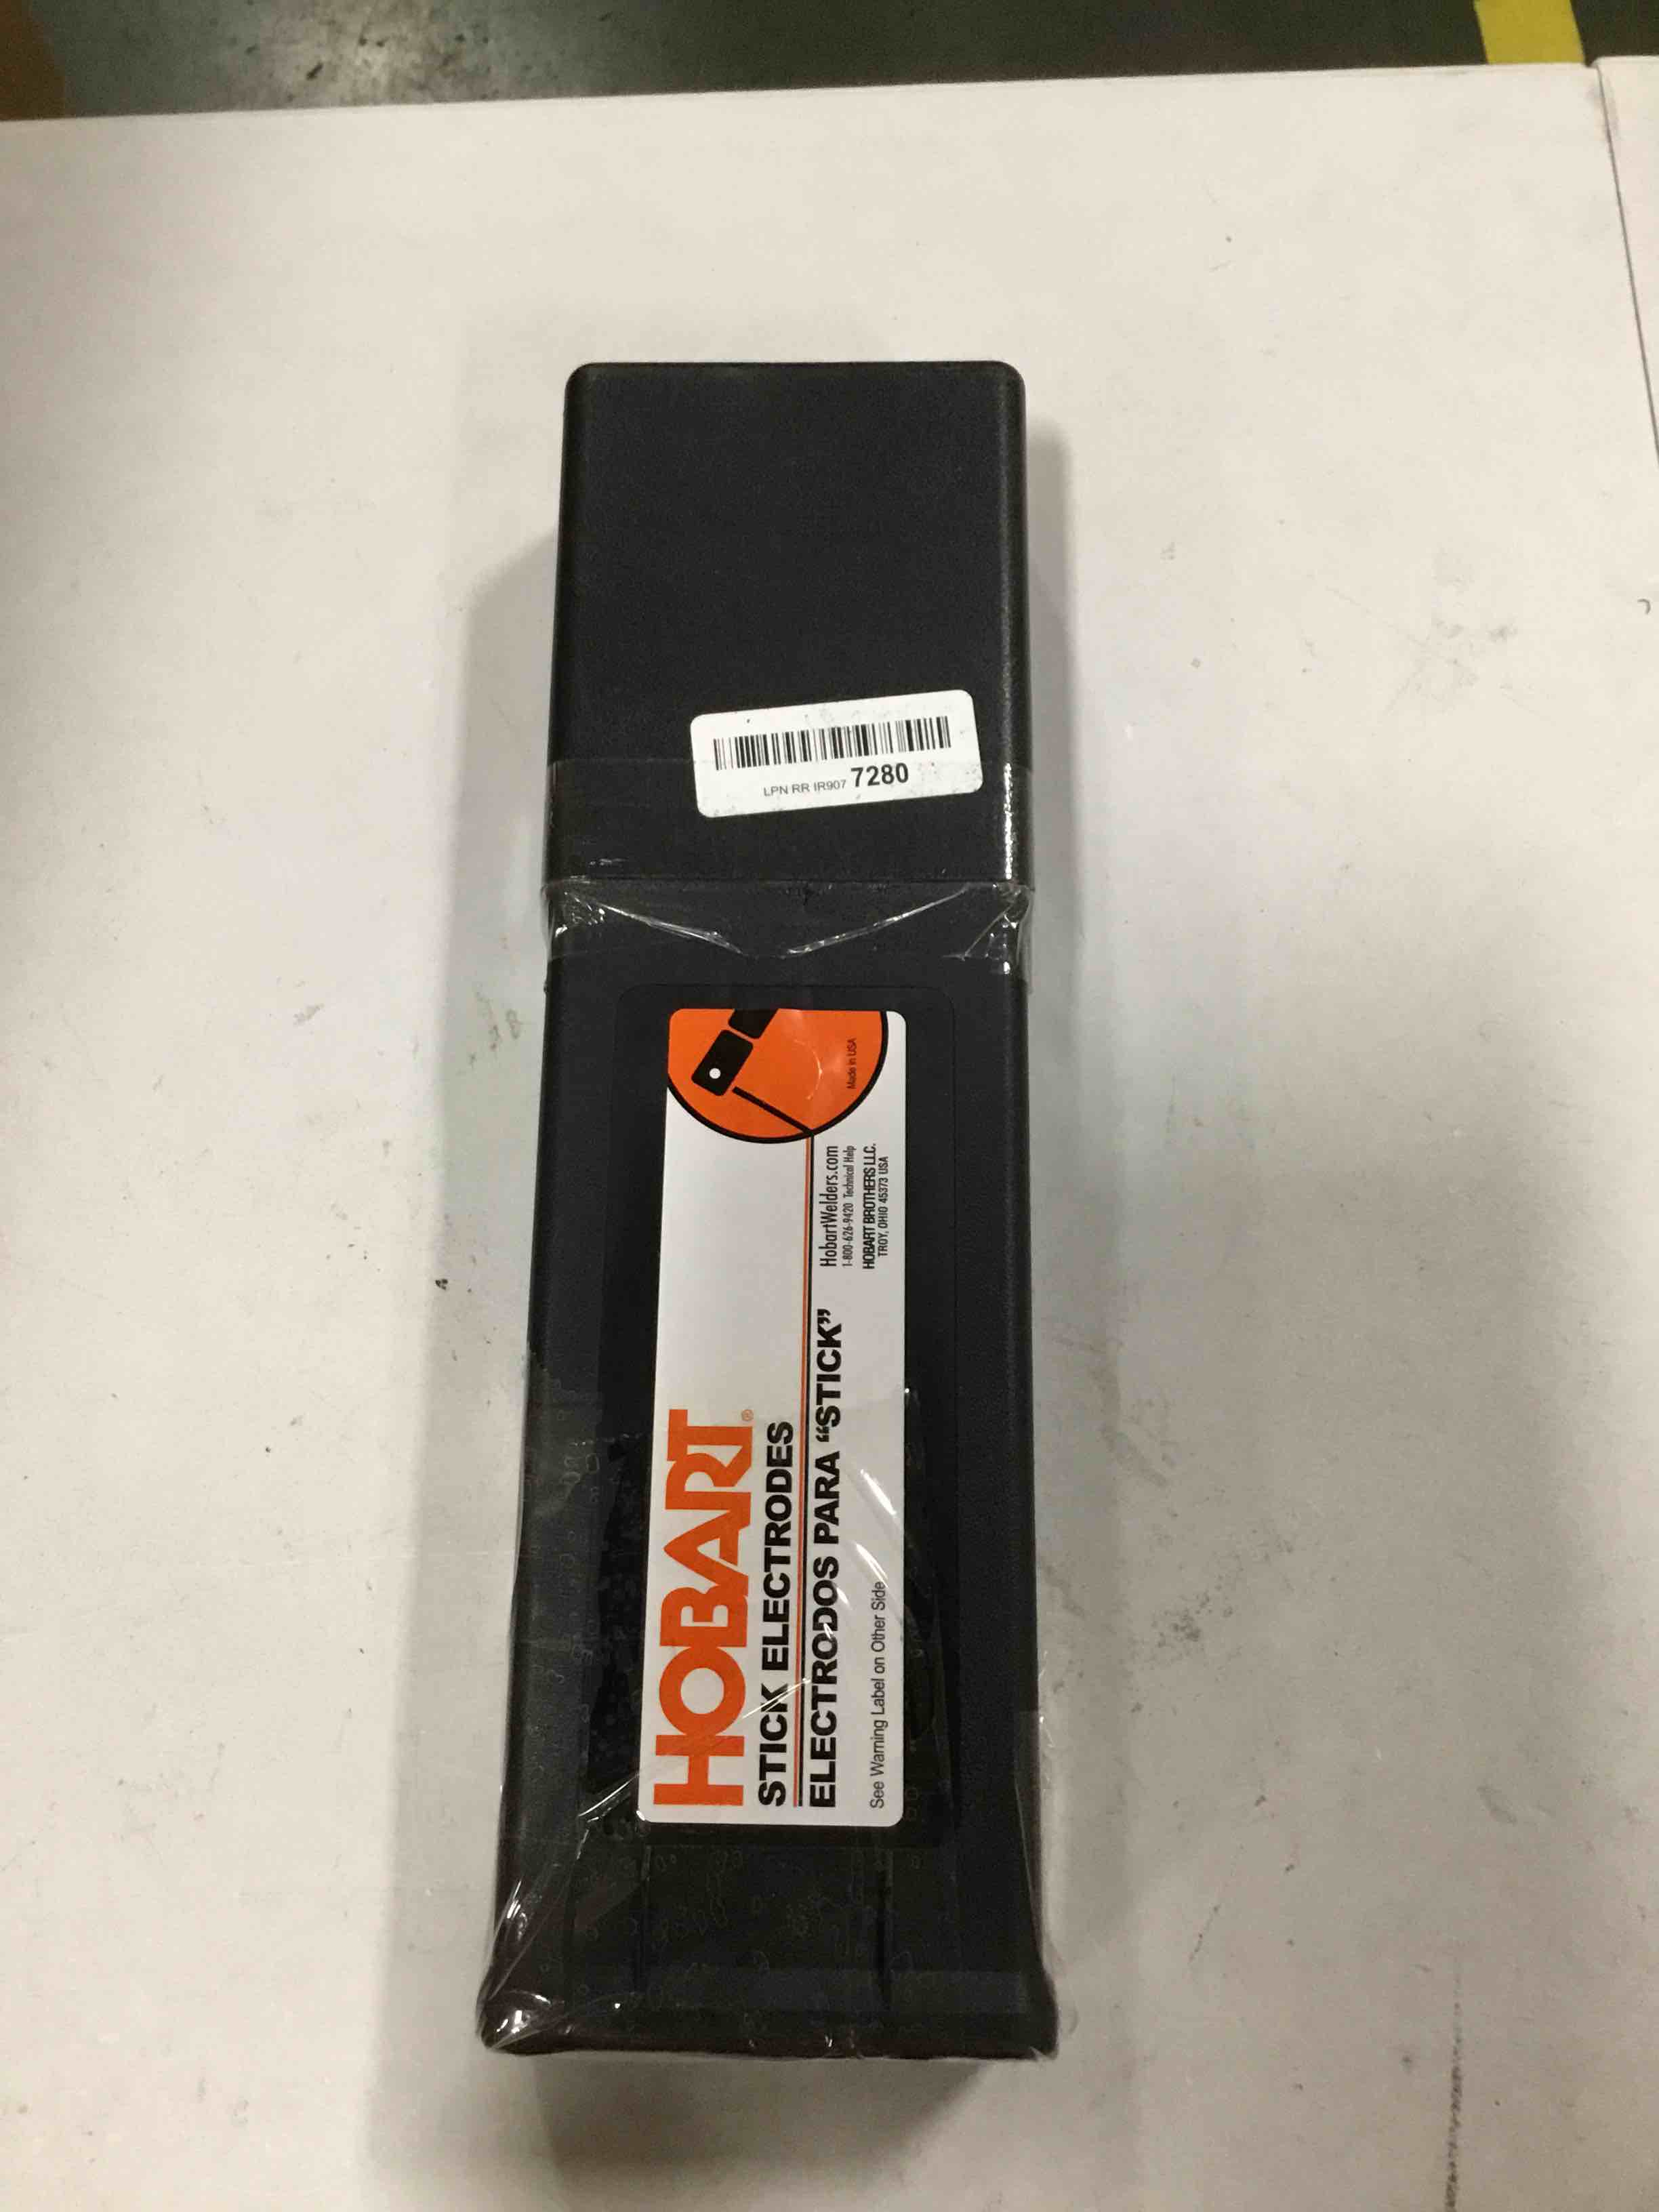 LPN RR IR907 7280
HOBART®
STICK ELECTRODES
ELECTRODOS PARA “STICK”
See Warning Label on Other Side
HobartWelders.com
1-800-626-9420 Technical Help
HOBART BROTHERS LLC.
TROY, OHIO 45373 USA
Made in USA